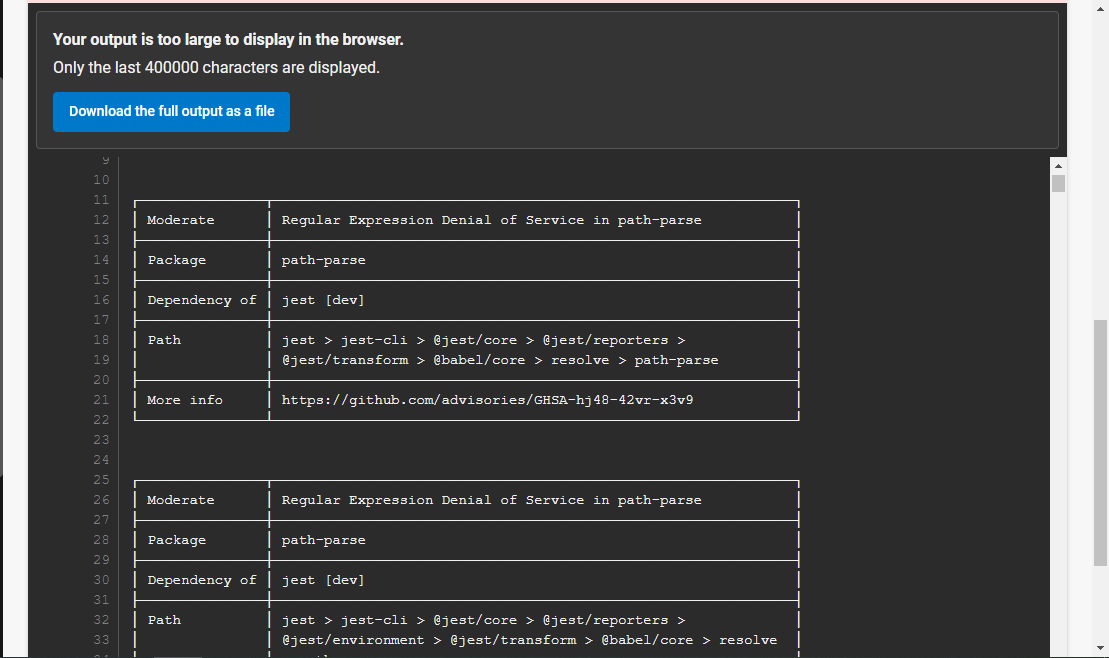 Your output is too large to display in the browser.
Only the last 400000 characters are displayed.
Download the full output as a file
9
10
11
12 Moderate Regular Expression Denial of Service in path-parse
13
14 Package path-parse
15
16 Dependency of jest [dev]
17
18 Path jest > jest-cli > @jest/core > @jest/reporters >
19 @jest/transform > @babel/core > resolve > path-parse
20
21 More info https://github.com/advisories/GHSA-hj48-42vr-x3v9
22
23
24
25
26 Moderate Regular Expression Denial of Service in path-parse
27
28 Package path-parse
29
30 Dependency of jest [dev]
31
32 Path jest > jest-cli > @jest/core > @jest/reporters >
33 @jest/environment > @jest/transform > @babel/core > resolve